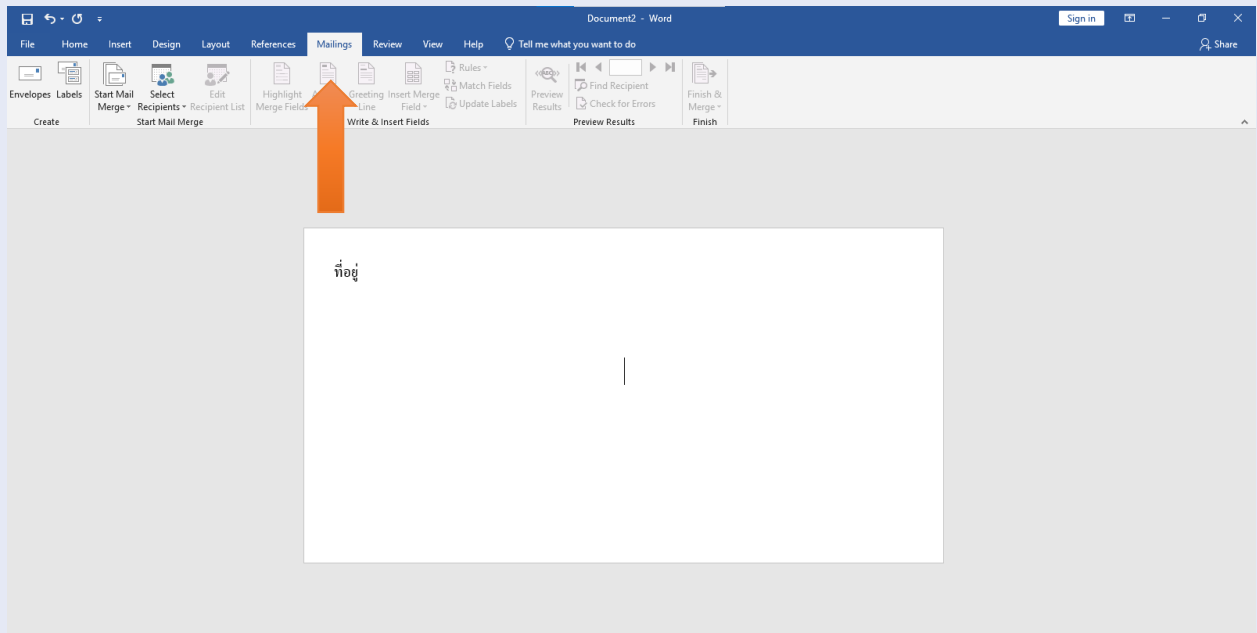 Document2 - Word
Sign in
File Home Insert Design Layout References Mailings Review View Help Tell me what you want to do
Share
Envelopes Labels
Start Mail Merge
Select Recipients
Edit Recipient List
Highlight Merge Fields
Greeting Line
Insert Merge Field
Rules
Match Fields
Update Labels
ABC
Preview Results
Find Recipient
Check for Errors
Finish & Merge
Create Start Mail Merge Write & Insert Fields Preview Results Finish
ที่อยู่